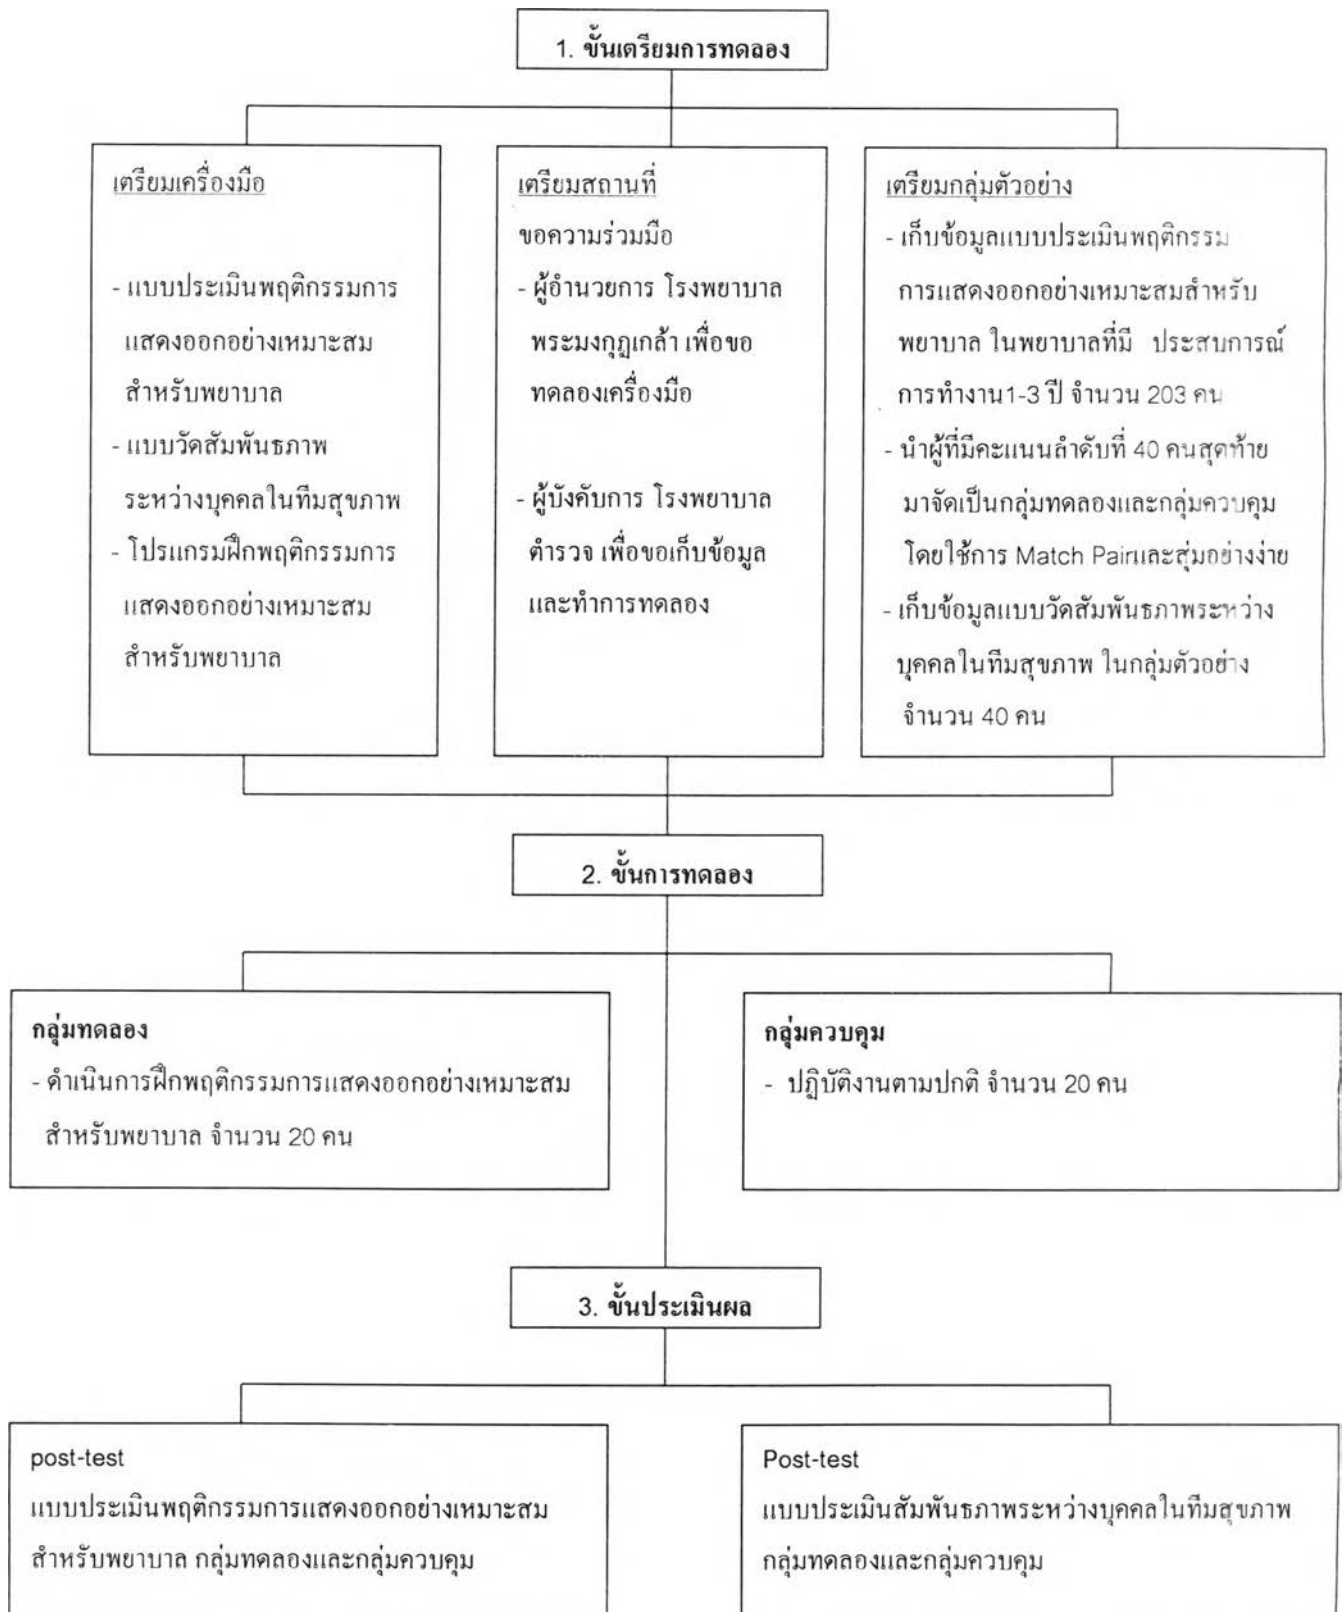 1. ขั้นเตรียมการทดลอง
เตรียมเครื่องมือ
- แบบประเมินพฤติกรรมการ
แสดงออกอย่างเหมาะสม
สำหรับพยาบาล
- แบบวัดสัมพันธภาพ
ระหว่างบุคคลในทีมสุขภาพ
- โปรแกรมฝึกพฤติกรรมการ
แสดงออกอย่างเหมาะสม
สำหรับพยาบาล
เตรียมสถานที่
ขอความร่วมมือ
- ผู้อำนวยการ โรงพยาบาล
พระมงกุฎเกล้า เพื่อขอ
ทดลองเครื่องมือ
- ผู้บังคับการ โรงพยาบาล
ตำรวจ เพื่อขอเก็บข้อมูล
และทำการทดลอง
เตรียมกลุ่มตัวอย่าง
- เก็บข้อมูลแบบประเมินพฤติกรรม
การแสดงออกอย่างเหมาะสมสำหรับ
พยาบาล ในพยาบาลที่มี ประสบการณ์
การทำงาน1-3 ปี จำนวน 203 คน
- นำผู้ที่มีคะแนนลำดับที่ 40 คนสุดท้าย
มาจัดเป็นกลุ่มทดลองและกลุ่มควบคุม
โดยใช้การ Match Pairและสุ่มอย่างง่าย
- เก็บข้อมูลแบบวัดสัมพันธภาพระหว่าง
บุคคลในทีมสุขภาพ ในกลุ่มตัวอย่าง
จำนวน 40 คน
2. ขั้นการทดลอง
กลุ่มทดลอง
- ดำเนินการฝึกพฤติกรรมการแสดงออกอย่างเหมาะสม
สำหรับพยาบาล จำนวน 20 คน
กลุ่มควบคุม
- ปฏิบัติงานตามปกติ จำนวน 20 คน
3. ขั้นประเมินผล
post-test
แบบประเมินพฤติกรรมการแสดงออกอย่างเหมาะสม
สำหรับพยาบาล กลุ่มทดลองและกลุ่มควบคุม
Post-test
แบบประเมินสัมพันธภาพระหว่างบุคคลในทีมสุขภาพ
กลุ่มทดลองและกลุ่มควบคุม